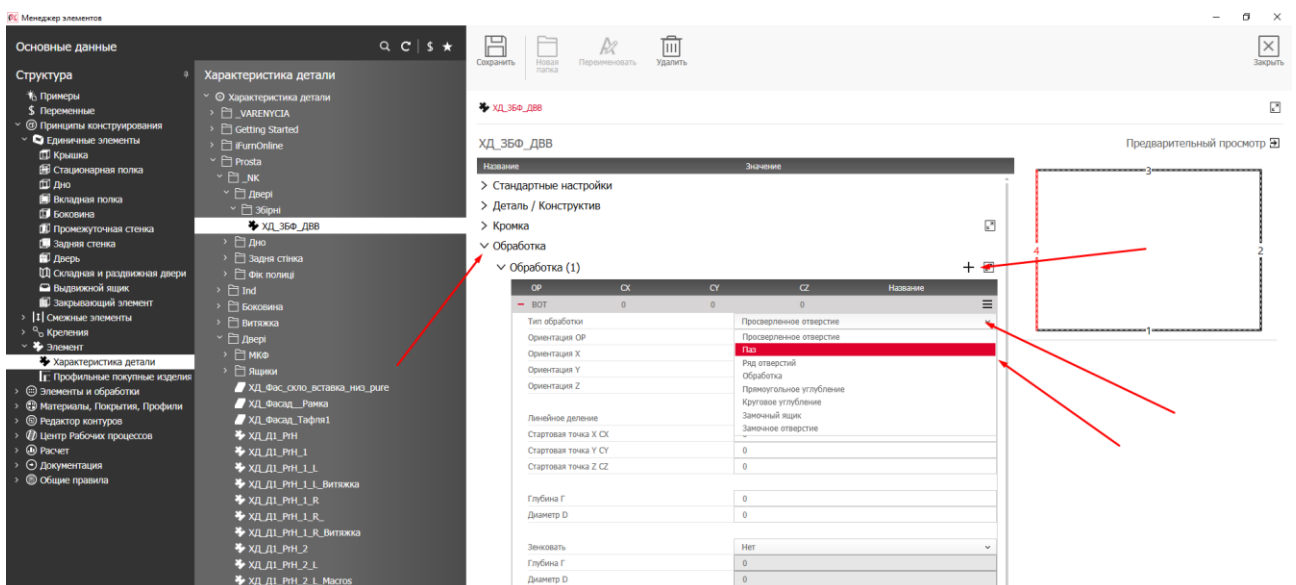 Менеджер элементов
Основные данные
Структура
Примеры
$ Переменные
Принципы конструирования
Единичные элементы
Крышка
Стационарная полка
Дно
Вкладная полка
Боковина
Промежуточная стенка
Задняя стенка
Дверь
Складная и раздвижная двери
Выдвижной ящик
Закрывающий элемент
Смежные элементы
Креления
Элемент
Характеристика детали
Профильные покупные изделия
Элементы и обработки
Материалы, Покрытия, Профили
Редактор контуров
Центр Рабочих процессов
Расчет
Документация
Общие правила
Характеристика детали
Характеристика детали
_VARENYCIA
Getting Started
iFurnOnline
Prosta
_NK
Двері
Збірні
ХД_ЗБФ_ДВВ
Дно
Задня стінка
Фік полиці
Ind
Боковина
Витяжка
Двері
МКФ
Ящики
ХД_Фас_скло_вставка_низ_pure
ХД_Фасад__Рамка
ХД_Фасад_Тафля1
ХД_Д1_PrH
ХД_Д1_PrH_1
ХД_Д1_PrH_1_L
ХД_Д1_PrH_1_L_Витяжка
ХД_Д1_PrH_1_R
ХД_Д1_PrH_1_R_
ХД_Д1_PrH_1_R_Витяжка
ХД_Д1_PrH_2
ХД_Д1_PrH_2_L
ХД_Д1_PrH_2_L_Macros
Сохранить
Новая папка
Переименовать
Удалить
Закрыть
ХД_ЗБФ_ДВВ
ХД_ЗБФ_ДВВ
Предварительный просмотр
Название Значение
Стандартные настройки
Деталь / Конструктив
Кромка
Обработка
Обработка (1)
OP CX CY CZ Название
BOT 0 0 0
Тип обработки Просверленное отверстие
Ориентация OP Просверленное отверстие
Паз
Ориентация X Ряд отверстий
Ориентация Y Обработка
Ориентация Z Прямоугольное углубление
Круговое углубление
Линейное деление Замочный ящик
Стартовая точка X CX Замочное отверстие
Стартовая точка Y CY 0
Стартовая точка Z CZ 0
Глубина Г 0
Диаметр D 0
Зенковать Нет
Глубина Г 0
Диаметр D 0
3
4
2
1